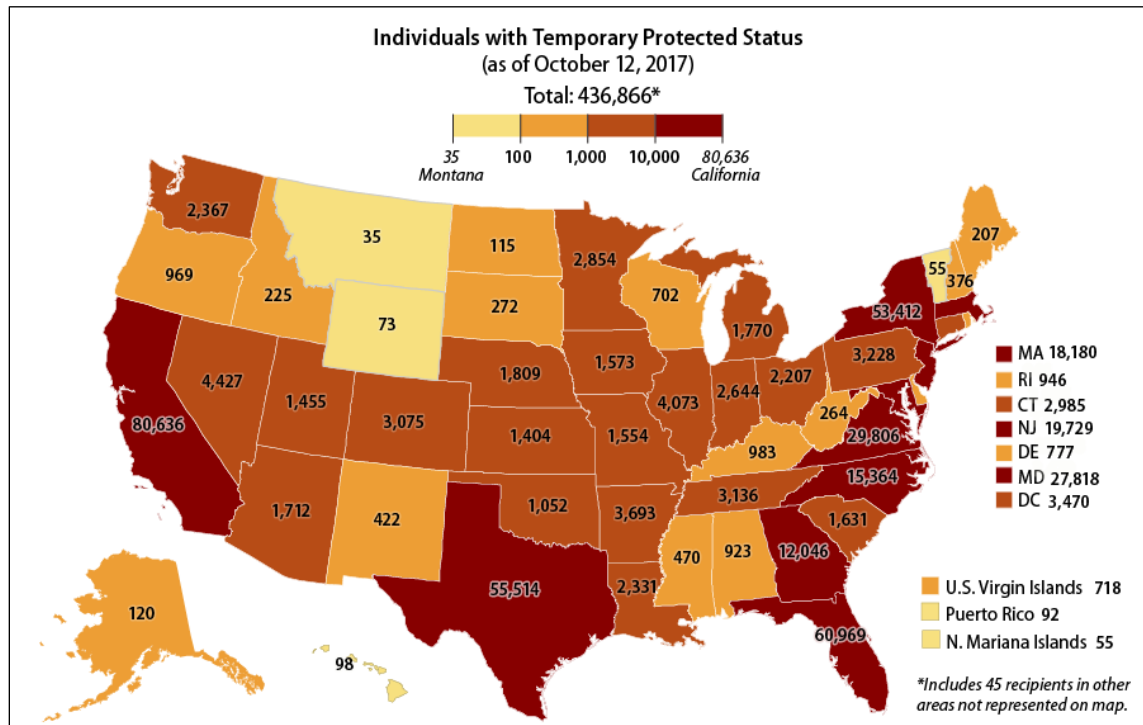 Individuals with Temporary Protected Status
(as of October 12, 2017)
Total: 436,866*
35 100 1,000 10,000 80,636
Montana California
2,367
35
115
2,854
207
969
225
73
272
702
1,770
55
376
53,412
4,427
1,455
3,075
1,809
1,573
4,073
2,644
2,207
3,228
80,636
1,404
1,554
983
264
29,806
1,712
422
1,052
3,693
3,136
15,364
1,631
470
923
12,046
55,514
2,331
60,969
120
98
MA 18,180
RI 946
CT 2,985
NJ 19,729
DE 777
MD 27,818
DC 3,470
U.S. Virgin Islands 718
Puerto Rico 92
N. Mariana Islands 55
*Includes 45 recipients in other
areas not represented on map.